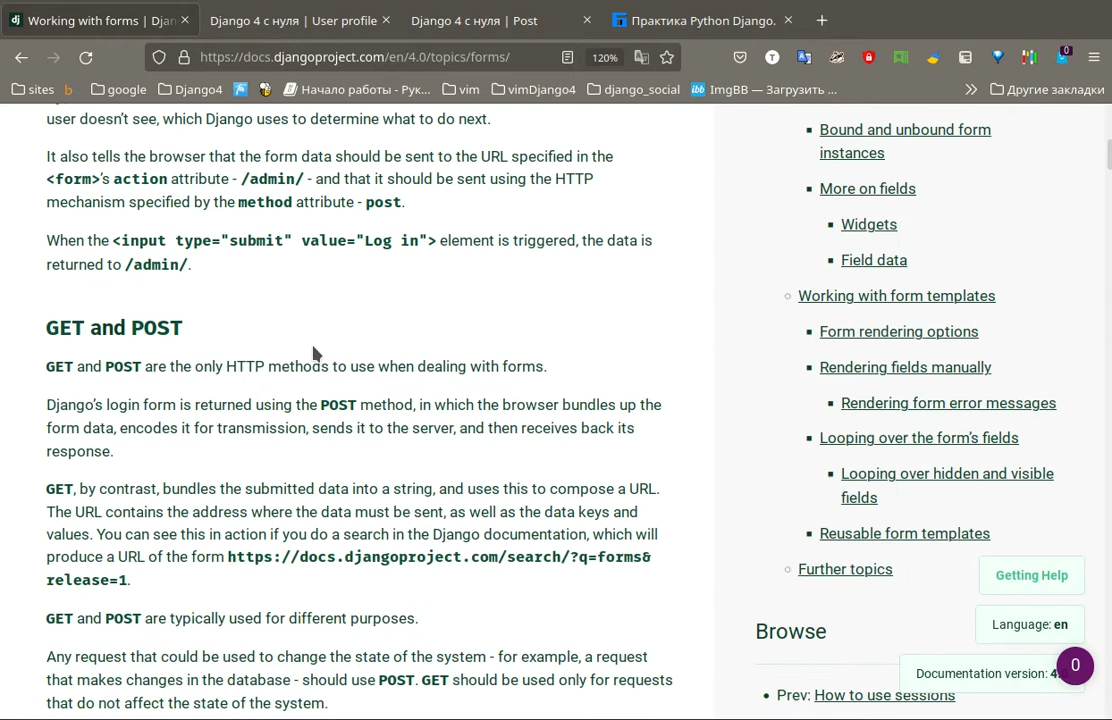 Working with forms | Djan
Django 4 с нуля | User profile
Django 4 с нуля | Post
Практика Python Django.
https://docs.djangoproject.com/en/4.0/topics/forms/
120%
0
sites
google
Django4
Начало работы - Рук...
vim
vimDjango4
django_social
ibb ImgBB — Загрузить ...
Другие закладки
user doesn't see, which Django uses to determine what to do next.
It also tells the browser that the form data should be sent to the URL specified in the
<form>'s action attribute - /admin/ - and that it should be sent using the HTTP
mechanism specified by the method attribute - post.
When the <input type="submit" value="Log in"> element is triggered, the data is
returned to /admin/.
GET and POST
GET and POST are the only HTTP methods to use when dealing with forms.
Django's login form is returned using the POST method, in which the browser bundles up the
form data, encodes it for transmission, sends it to the server, and then receives back its
response.
GET, by contrast, bundles the submitted data into a string, and uses this to compose a URL.
The URL contains the address where the data must be sent, as well as the data keys and
values. You can see this in action if you do a search in the Django documentation, which will
produce a URL of the form https://docs.djangoproject.com/search/?q=forms&
release=1.
GET and POST are typically used for different purposes.
Any request that could be used to change the state of the system - for example, a request
that makes changes in the database - should use POST. GET should be used only for requests
that do not affect the state of the system.
Bound and unbound form
instances
More on fields
Widgets
Field data
Working with form templates
Form rendering options
Rendering fields manually
Rendering form error messages
Looping over the form's fields
Looping over hidden and visible
fields
Reusable form templates
Further topics
Getting Help
Language: en
Browse
Documentation version: 4.
0
Prev: How to use sessions